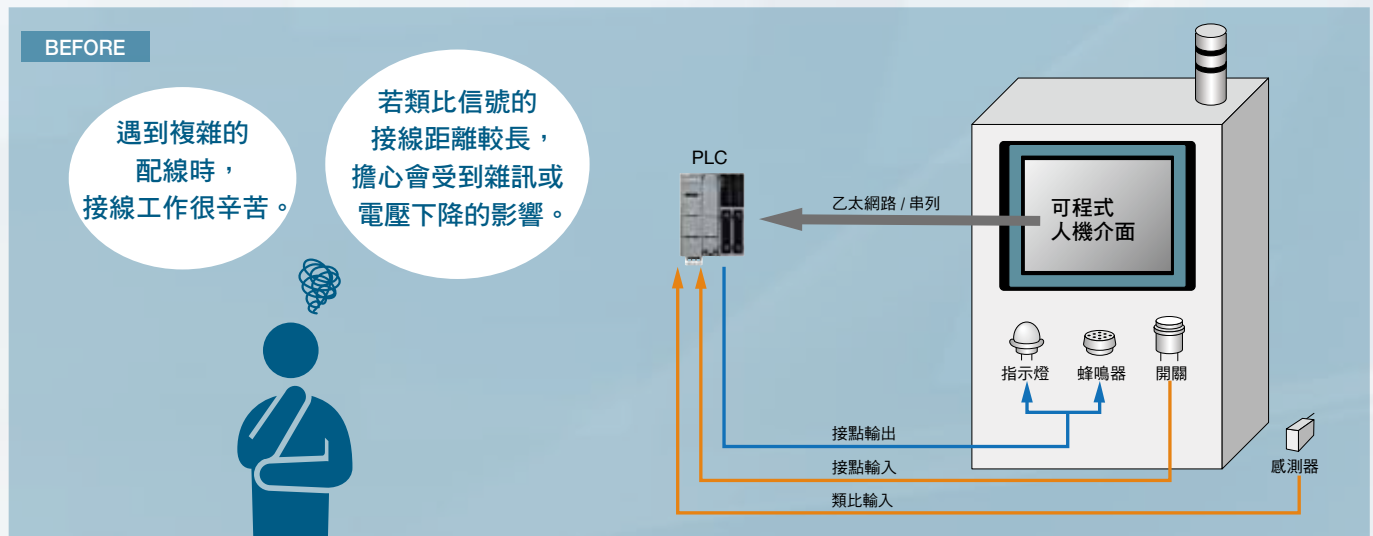 BEFORE
遇到複雜的
配線時，
接線工作很辛苦。
若類比信號的
接線距離較長，
擔心會受到雜訊或
電壓下降的影響。
PLC
乙太網路 / 串列
可程式
人機介面
指示燈
蜂鳴器
開關
接點輸出
接點輸入
類比輸入
感測器